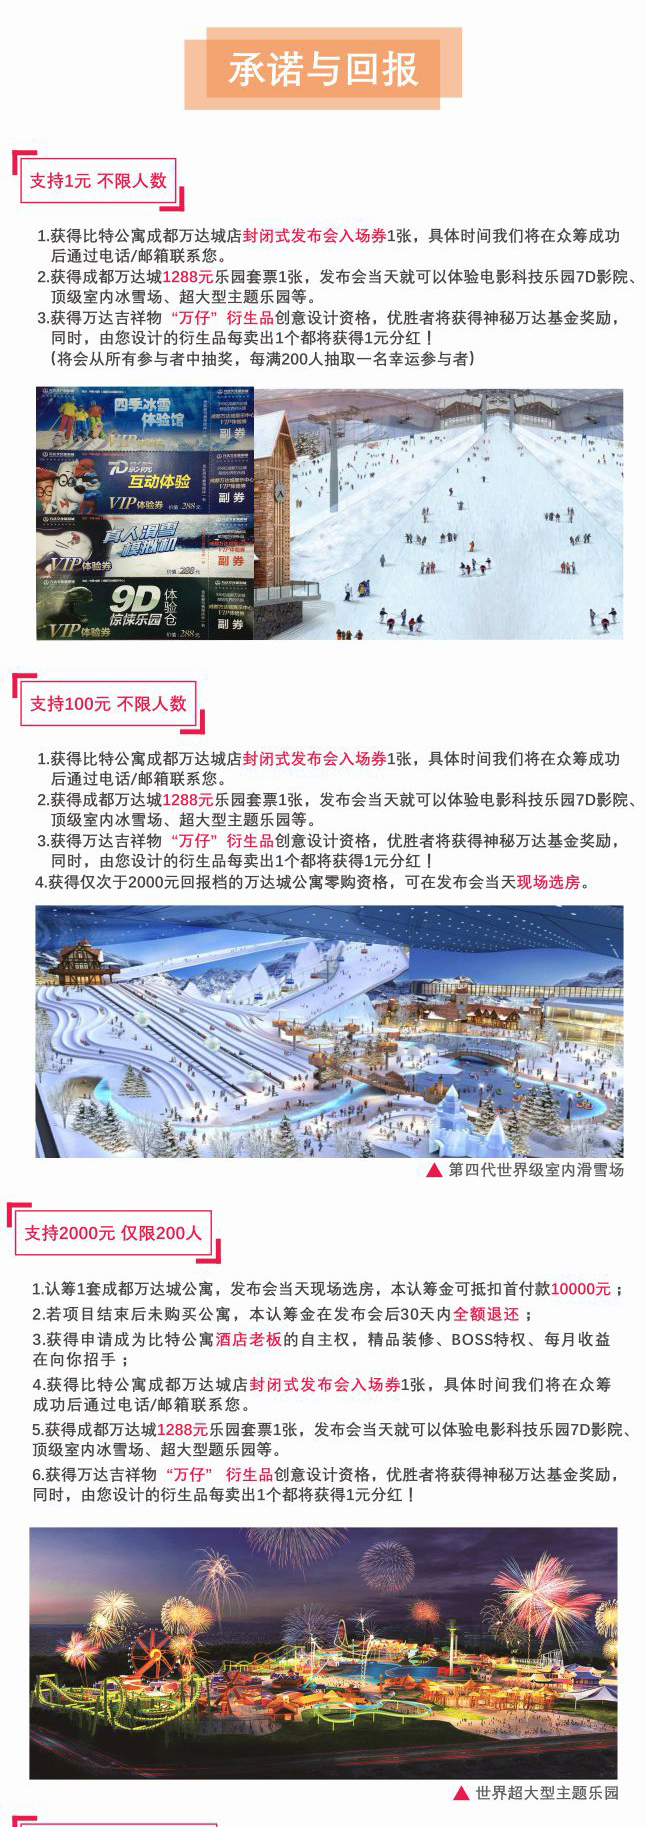 承诺与回报
支持1元 不限人数
1.获得比特公寓成都万达城店封闭式发布会入场券1张，具体时间我们将在众筹成功
后通过电话/邮箱联系您。
2.获得成都万达城1288元乐园套票1张，发布会当天就可以体验电影科技乐园7D影院、
顶级室内冰雪场、超大型主题乐园等。
3.获得万达吉祥物“万仔”衍生品创意设计资格，优胜者将获得神秘万达基金奖励，
同时，由您设计的衍生品每卖出1个都将获得1元分红！
(将会从所有参与者中抽奖，每满200人抽取一名幸运参与者)
四季冰雪
体验馆
VIP体验券
副 券
7D影院
互动体验
VIP体验券 价值:288元
副 券
真人滑雪
模拟机
VIP体验券
价值:288元
副 券
9D体验仓
惊悚乐园
VIP体验券 价值:288元
副 券
支持100元 不限人数
1.获得比特公寓成都万达城店封闭式发布会入场券1张，具体时间我们将在众筹成功
后通过电话/邮箱联系您。
2.获得成都万达城1288元乐园套票1张，发布会当天就可以体验电影科技乐园7D影院、
顶级室内冰雪场、超大型主题乐园等。
3.获得万达吉祥物“万仔”衍生品创意设计资格，优胜者将获得神秘万达基金奖励，
同时，由您设计的衍生品每卖出1个都将获得1元分红！
4.获得仅次于2000元回报档的万达城公寓零购资格，可在发布会当天现场选房。
▲ 第四代世界级室内滑雪场
支持2000元 仅限200人
1.认筹1套成都万达城公寓，发布会当天现场选房，本认筹金可抵扣首付款10000元；
2.若项目结束后未购买公寓，本认筹金在发布会后30天内全额退还；
3.获得申请成为比特公寓酒店老板的自主权，精品装修、BOSS特权、每月收益
在向你招手；
4.获得比特公寓成都万达城店封闭式发布会入场券1张，具体时间我们将在众筹
成功后通过电话/邮箱联系您。
5.获得成都万达城1288元乐园套票1张，发布会当天就可以体验电影科技乐园7D影院、
顶级室内冰雪场、超大型题乐园等。
6.获得万达吉祥物“万仔” 衍生品创意设计资格，优胜者将获得神秘万达基金奖励，
同时，由您设计的衍生品每卖出1个都将获得1元分红！
▲ 世界超大型主题乐园